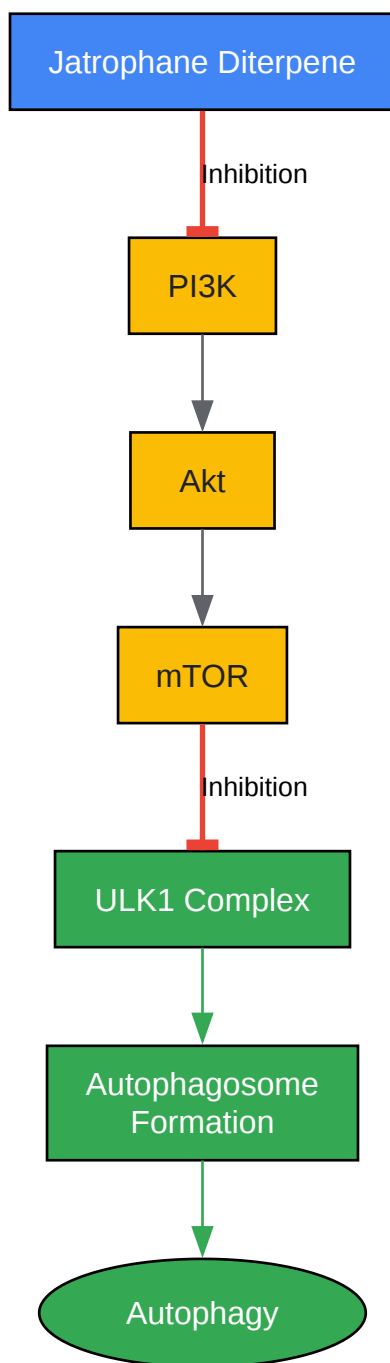 Jatrophane Diterpene
Inhibition
PI3K
Akt
mTOR
Inhibition
ULK1 Complex
Autophagosome
Formation
Autophagy